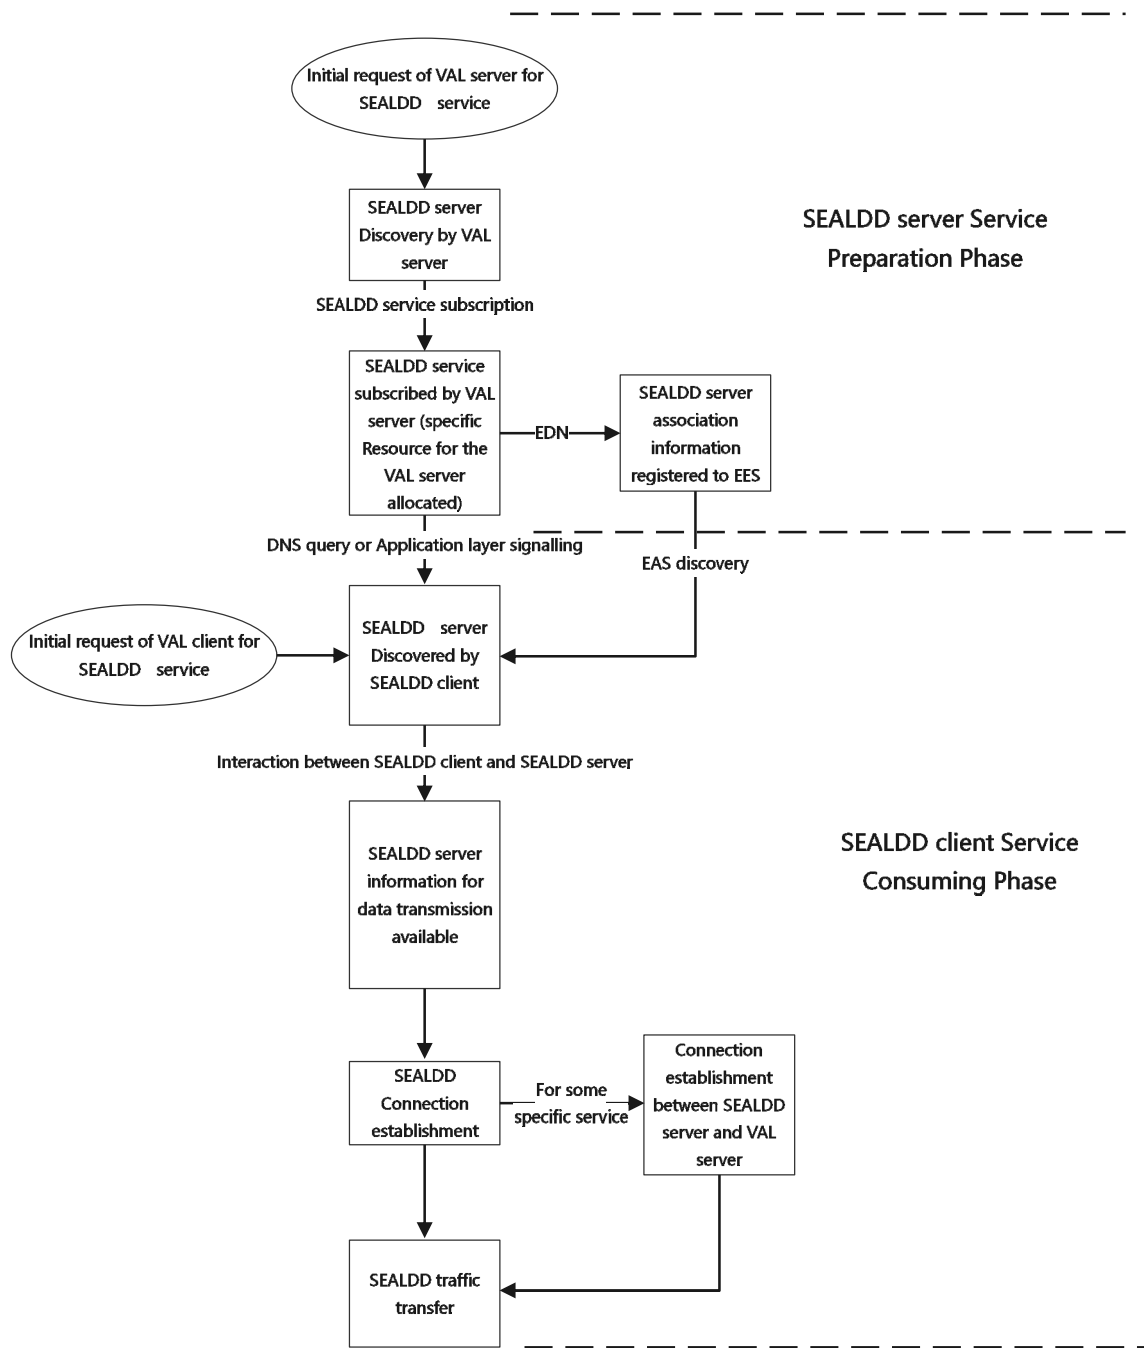 Initial request of VAL server for
SEALDD service
SEALDD server
Discovery by VAL
server
SEALDD server Service
Preparation Phase
SEALDD service subscription
SEALDD service
subscribed by VAL
server (specific
Resource for the
VAL server
allocated)
EDN
SEALDD server
association
information
registered to EES
DNS query or Application layer signalling
EAS discovery
Initial request of VAL client for
SEALDD service
SEALDD server
Discovered by
SEALDD client
Interaction between SEALDD client and SEALDD server
SEALDD server
information for
data transmission
available
SEALDD client Service
Consuming Phase
SEALDD
Connection
establishment
For some
specific service
Connection
establishment
between SEALDD
server and VAL
server
SEALDD traffic
transfer